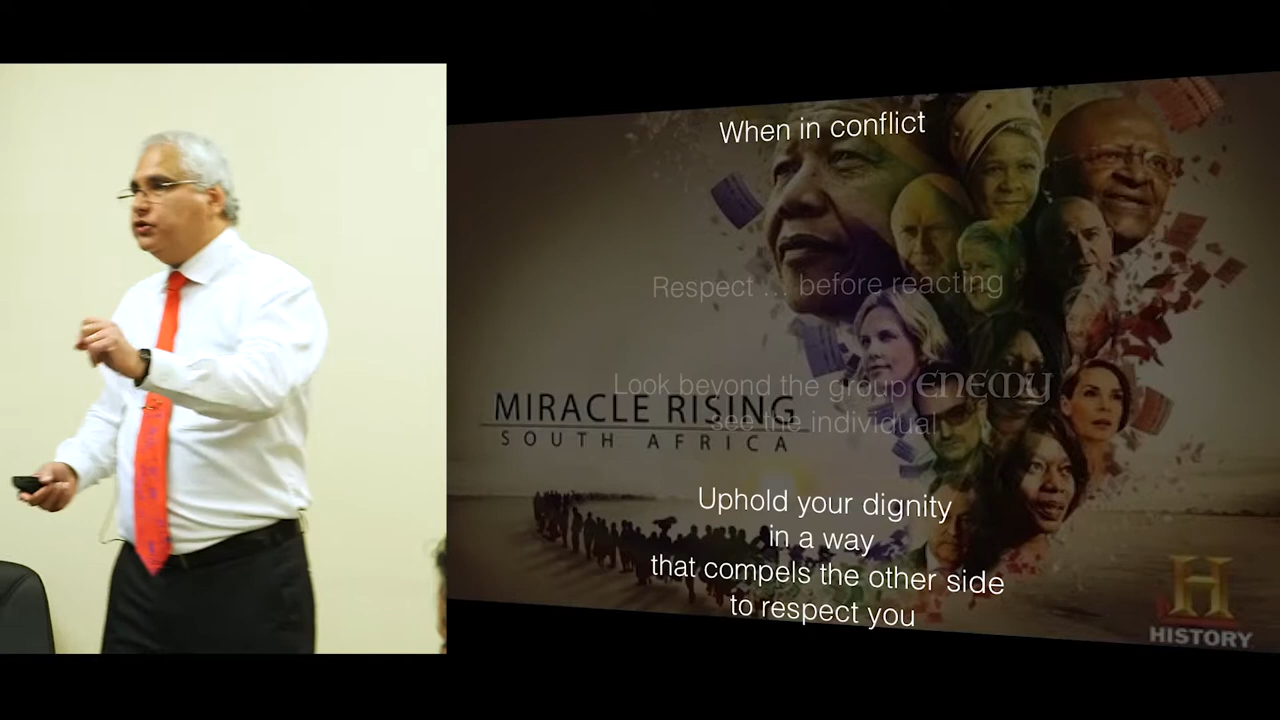 When in conflict
Respect ... before reacting
Look beyond the group ENEMY
see the individual
MIRACLE RISING
SOUTH AFRICA
Uphold your dignity
in a way
that compels the other side
to respect you
H
HISTORY